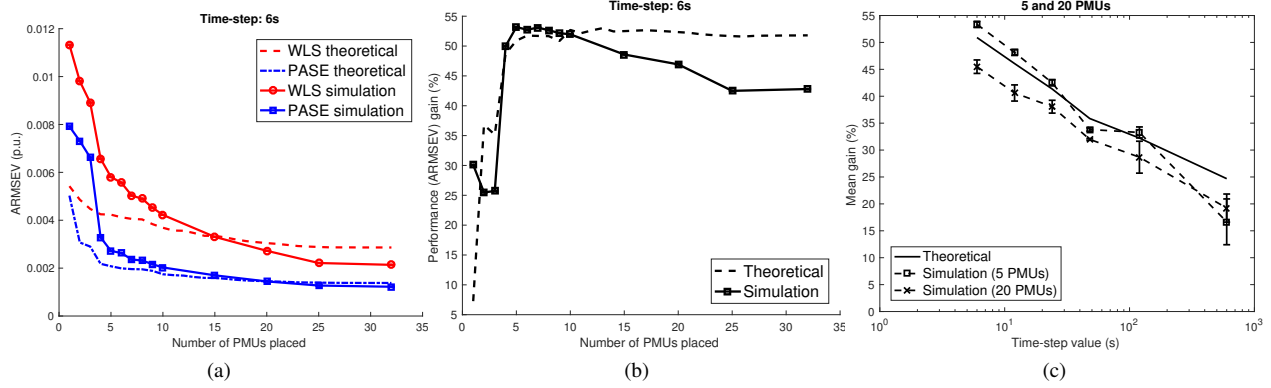 Time-step: 6s
ARMSEV (p.u.)
0.014
0.012
0.01
0.008
0.006
0.004
0.002
0
WLS theoretical
PASE theoretical
WLS simulation
PASE simulation
0 5 10 15 20 25 30 35
Number of PMUs placed
(a)
Time-step: 6s
Performance (ARMSEV) gain (%)
55
50
45
40
35
30
25
20
15
10
5
Theoretical
Simulation
0 5 10 15 20 25 30 35
Number of PMUs placed
(b)
5 and 20 PMUs
Mean gain (%)
55
50
45
40
35
30
25
20
15
10
5
0
Theoretical
Simulation (5 PMUs)
Simulation (20 PMUs)
10^0 10^1 10^2 10^3
Time-step value (s)
(c)